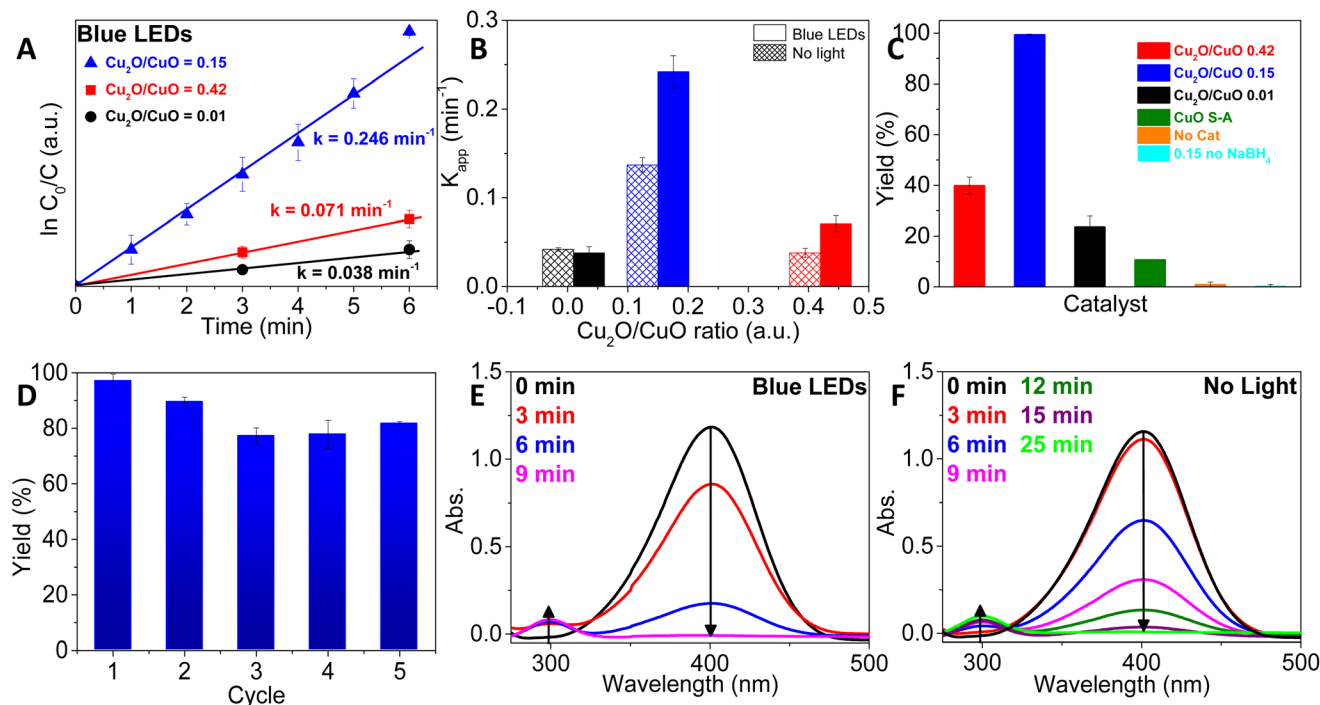 A
Blue LEDs
Cu₂O/CuO = 0.15
Cu₂O/CuO = 0.42
Cu₂O/CuO = 0.01
k = 0.246 min⁻¹
k = 0.071 min⁻¹
k = 0.038 min⁻¹
ln C₀/C (a.u.)
0 1 2 3 4 5 6
Time (min)
B
Blue LEDs
No light
0.3
0.2
0.1
0.0
K_app (min⁻¹)
-0.1 0.0 0.1 0.2 0.3 0.4 0.5
Cu₂O/CuO ratio (a.u.)
C
Cu₂O/CuO 0.42
Cu₂O/CuO 0.15
Cu₂O/CuO 0.01
CuO S-A
No Cat
0.15 no NaBH₄
100
80
60
40
20
0
Yield (%)
Catalyst
D
100
80
60
40
20
0
Yield (%)
1 2 3 4 5
Cycle
E
Blue LEDs
0 min
3 min
6 min
9 min
1.5
1.0
0.5
0.0
Abs.
300 400 500
Wavelength (nm)
F
No Light
0 min 12 min
3 min 15 min
6 min 25 min
9 min
1.5
1.0
0.5
0.0
Abs.
300 400 500
Wavelength (nm)